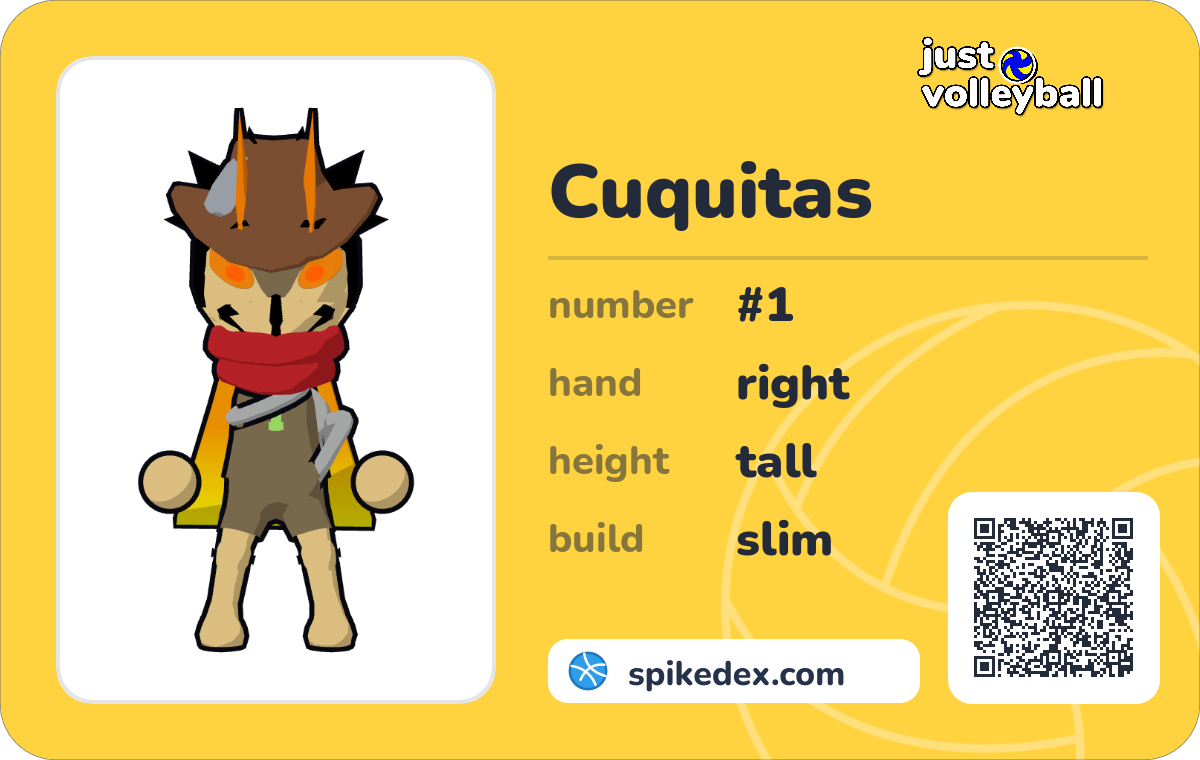 just
volleyball
Cuquitas
number #1
hand right
height tall
build slim
spikedex.com